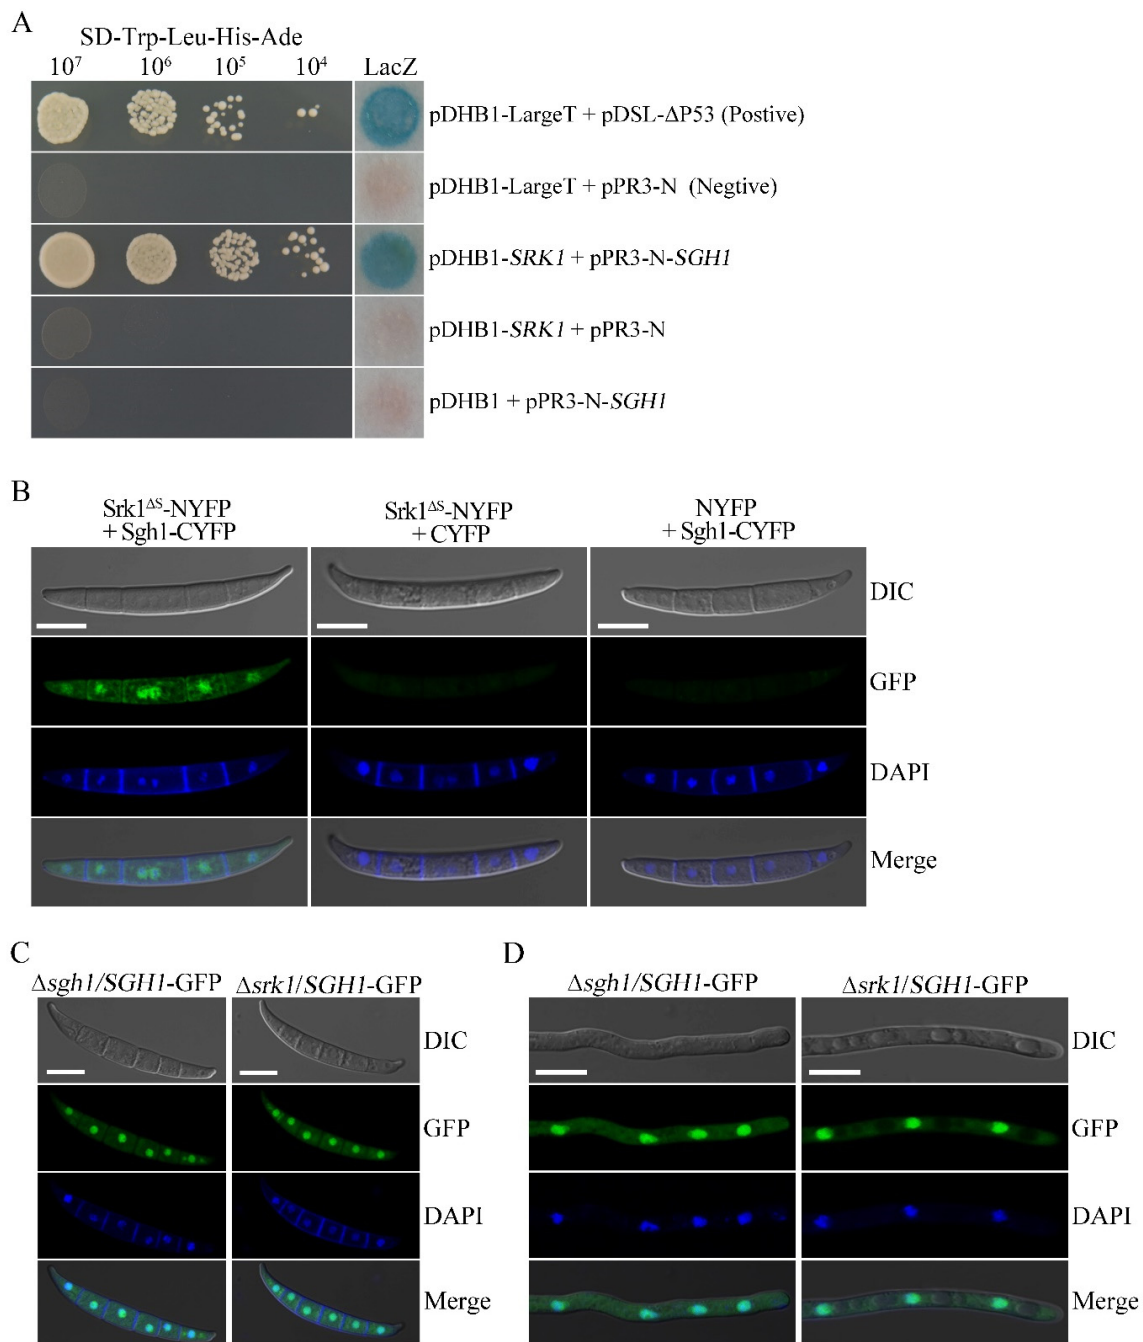 A
SD-Trp-Leu-His-Ade
10⁷ 10⁶ 10⁵ 10⁴ LacZ
pDHB1-LargeT + pDSL-ΔP53 (Postive)
pDHB1-LargeT + pPR3-N (Negtive)
pDHB1-SRK1 + pPR3-N-SGH1
pDHB1-SRK1 + pPR3-N
pDHB1 + pPR3-N-SGH1
B
Srk1ΔS-NYFP
+ Sgh1-CYFP
Srk1ΔS-NYFP
+ CYFP
NYFP
+ Sgh1-CYFP
DIC
GFP
DAPI
Merge
C
Δsgh1/SGH1-GFP Δsrk1/SGH1-GFP
DIC
GFP
DAPI
Merge
D
Δsgh1/SGH1-GFP Δsrk1/SGH1-GFP
DIC
GFP
DAPI
Merge